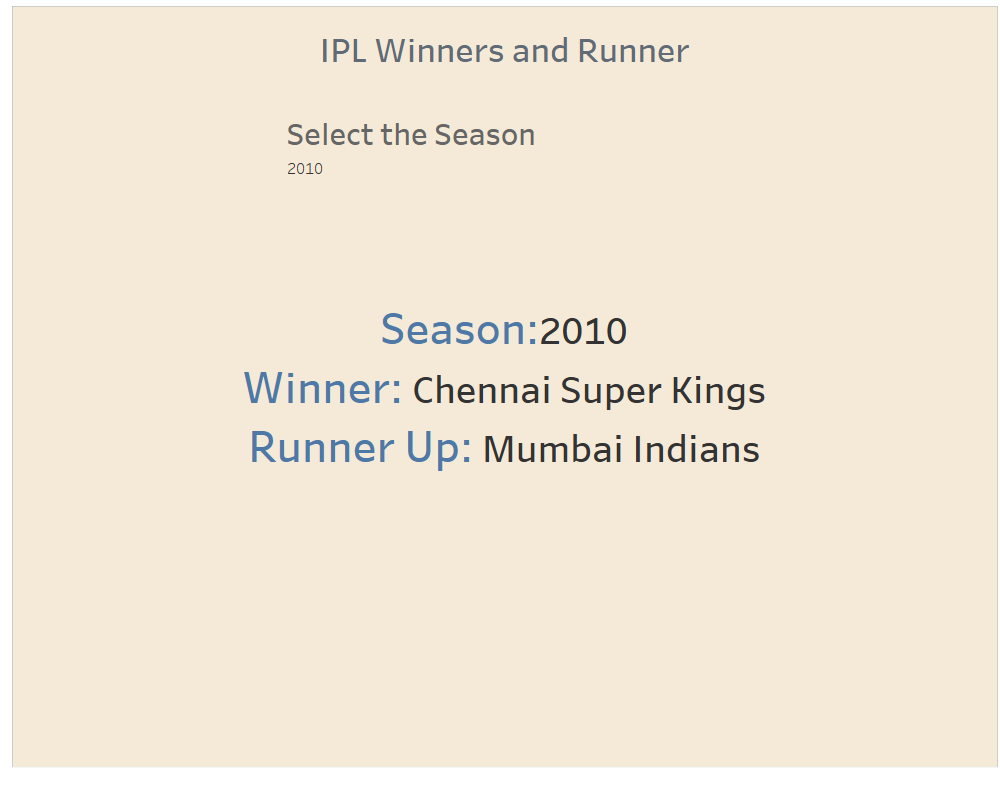 IPL Winners and Runner
Select the Season
2010
Season:2010
Winner: Chennai Super Kings
Runner Up: Mumbai Indians